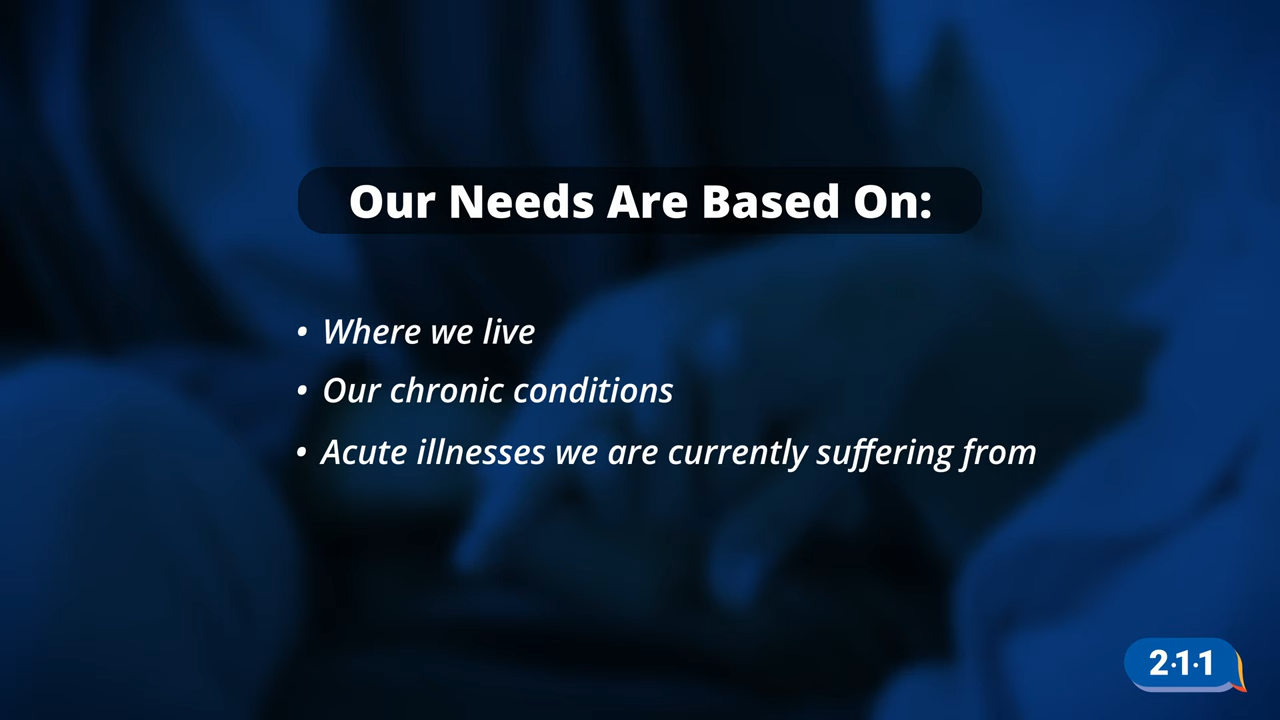 Our Needs Are Based On:
• Where we live
• Our chronic conditions
• Acute illnesses we are currently suffering from
2·1·1